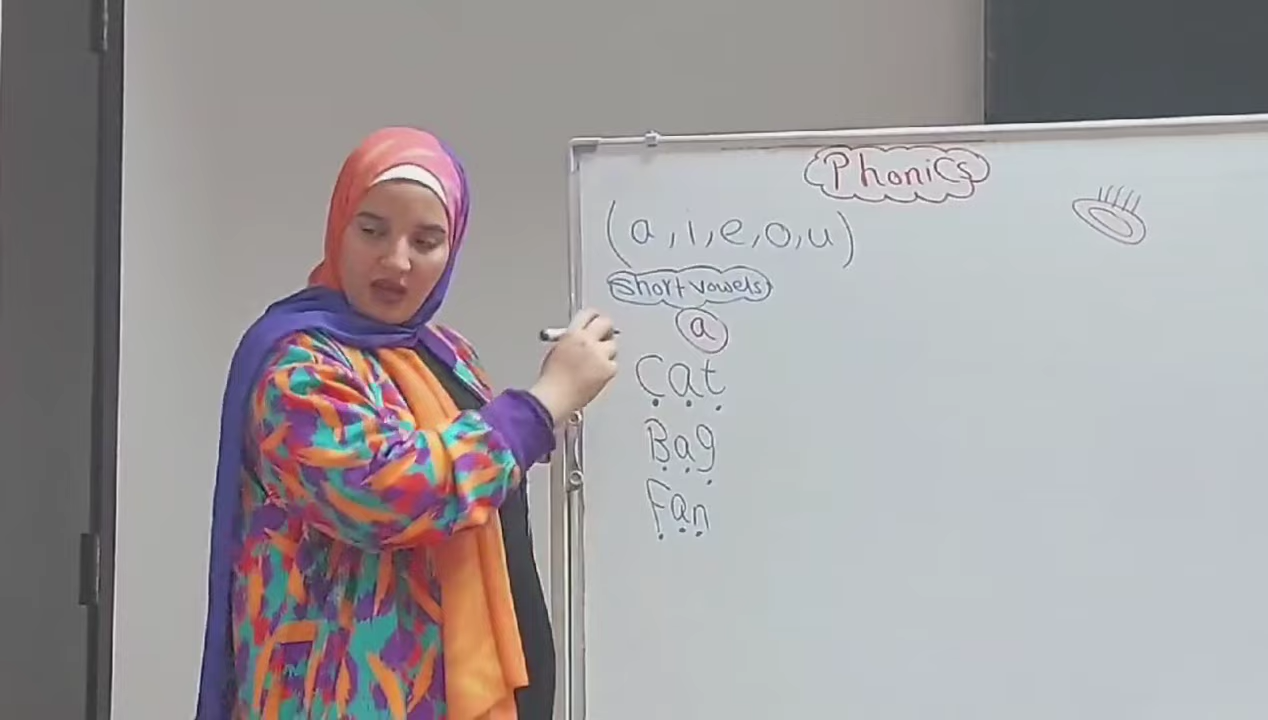 Phonics
(a,i,e,o,u)
Short vowels
a
Cat
Bag
Fan